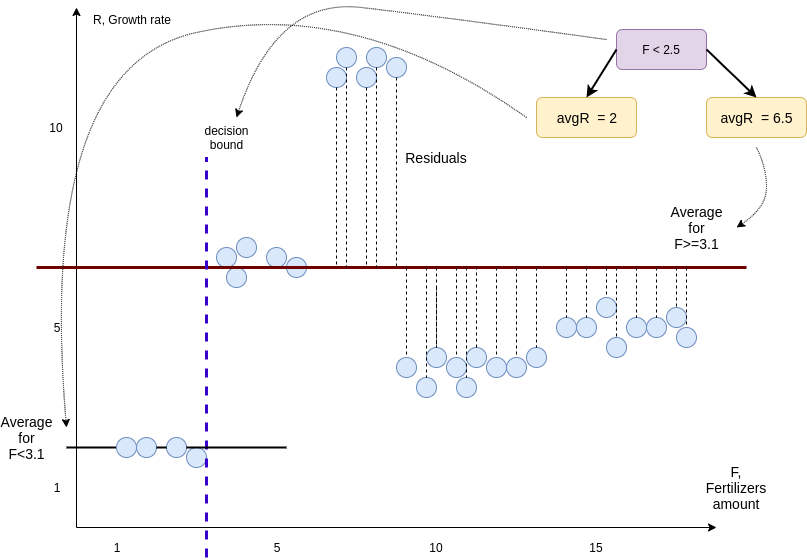 R, Growth rate
F < 2.5
avgR = 2
avgR = 6.5
10
decision
bound
Residuals
Average
for
F>=3.1
5
Average
for
F<3.1
1
F,
Fertilizers
amount
1
5
10
15